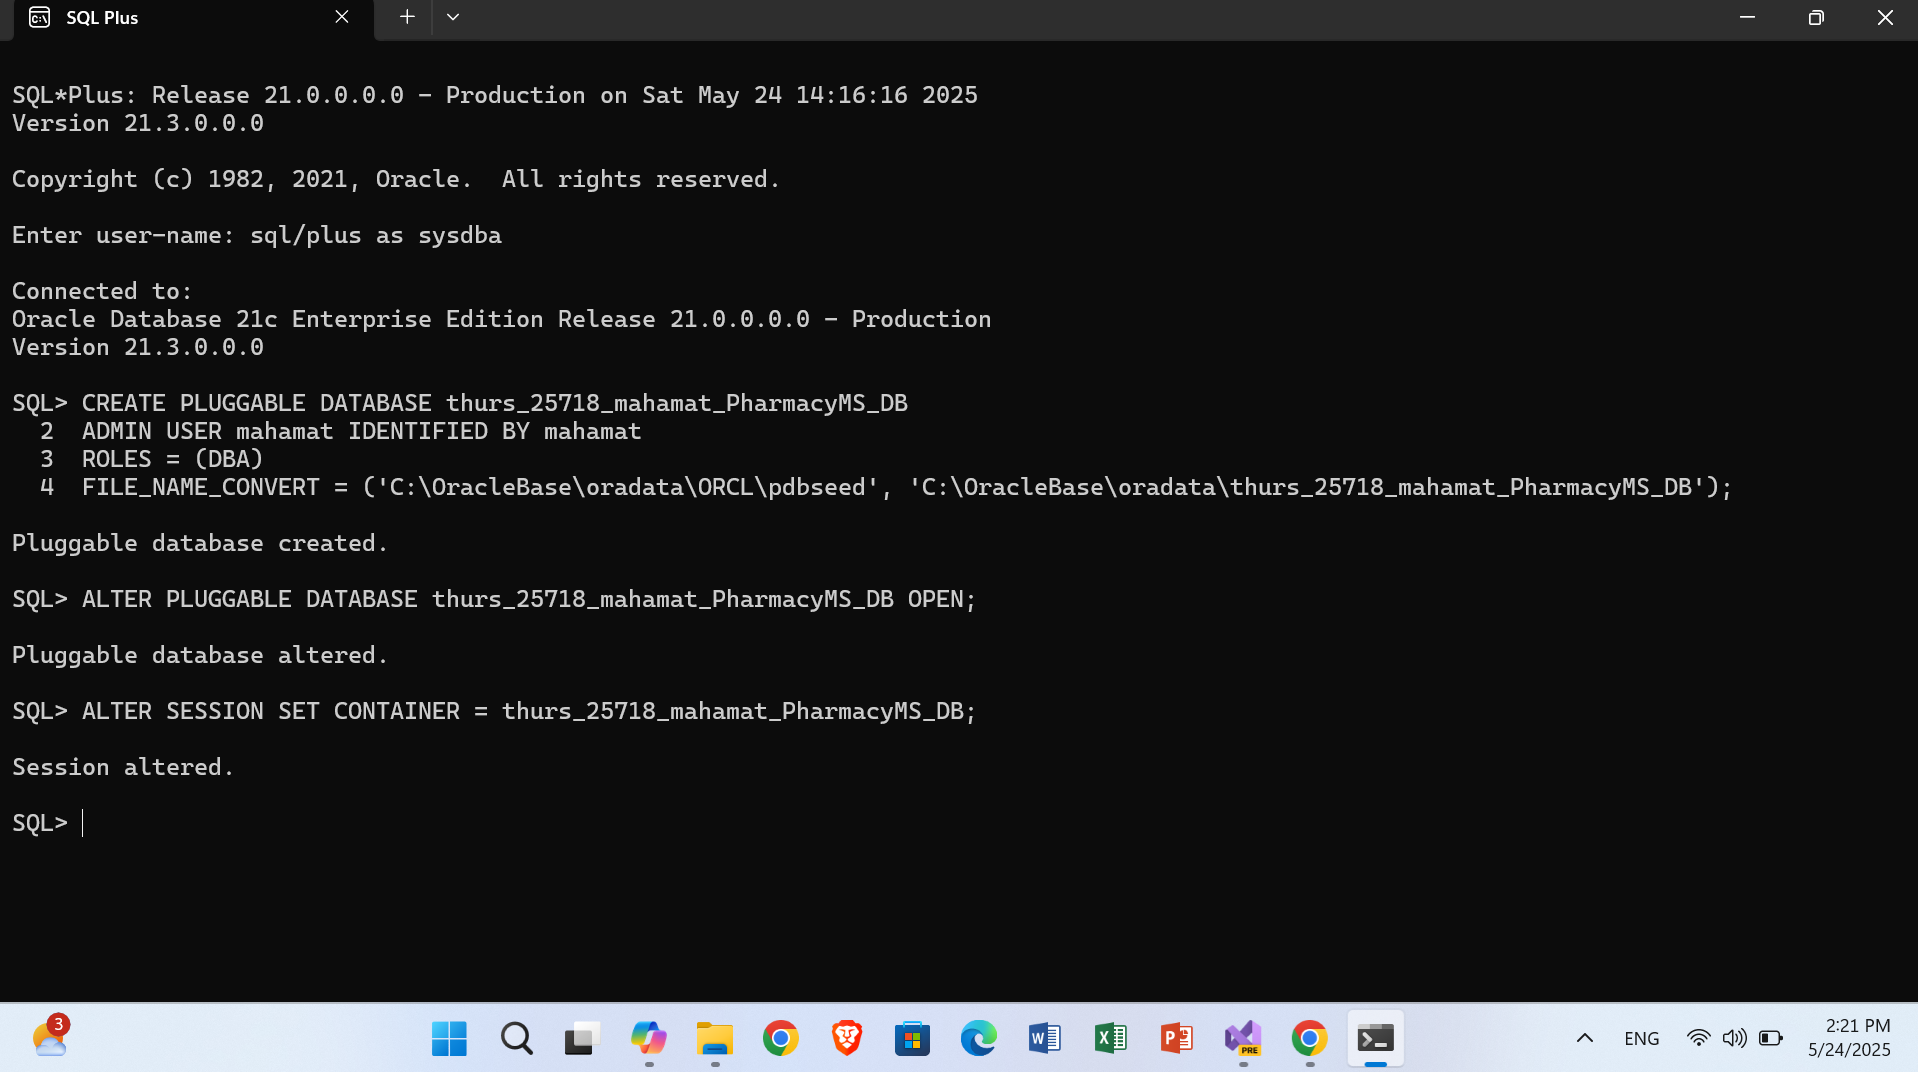 SQL Plus
SQL*Plus: Release 21.0.0.0.0 - Production on Sat May 24 14:16:16 2025
Version 21.3.0.0.0
Copyright (c) 1982, 2021, Oracle.  All rights reserved.
Enter user-name: sql/plus as sysdba
Connected to:
Oracle Database 21c Enterprise Edition Release 21.0.0.0.0 - Production
Version 21.3.0.0.0
SQL> CREATE PLUGGABLE DATABASE thurs_25718_mahamat_PharmacyMS_DB
  2  ADMIN USER mahamat IDENTIFIED BY mahamat
  3  ROLES = (DBA)
  4  FILE_NAME_CONVERT = ('C:\OracleBase\oradata\ORCL\pdbseed', 'C:\OracleBase\oradata\thurs_25718_mahamat_PharmacyMS_DB');
Pluggable database created.
SQL> ALTER PLUGGABLE DATABASE thurs_25718_mahamat_PharmacyMS_DB OPEN;
Pluggable database altered.
SQL> ALTER SESSION SET CONTAINER = thurs_25718_mahamat_PharmacyMS_DB;
Session altered.
SQL>
3
PRE
ENG
2:21 PM
5/24/2025